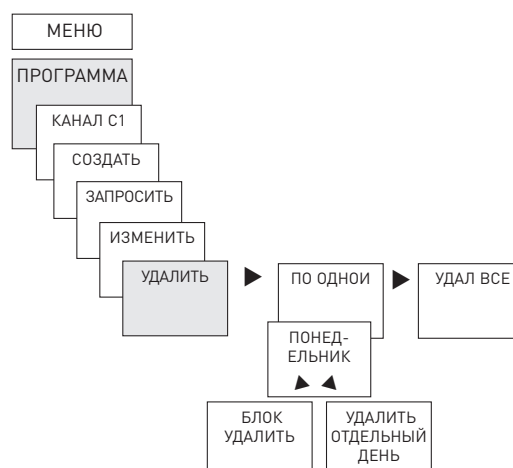 МЕНЮ
ПРОГРАММА
КАНАЛ C1
СОЗДАТЬ
ЗАПРОСИТЬ
ИЗМЕНИТЬ
УДАЛИТЬ
ПО ОДНОИ
УДАЛ ВСЕ
ПОНЕД-
ЕЛЬНИК
БЛОК
УДАЛИТЬ
УДАЛИТЬ
ОТДЕЛЬНЫЙ
ДЕНЬ